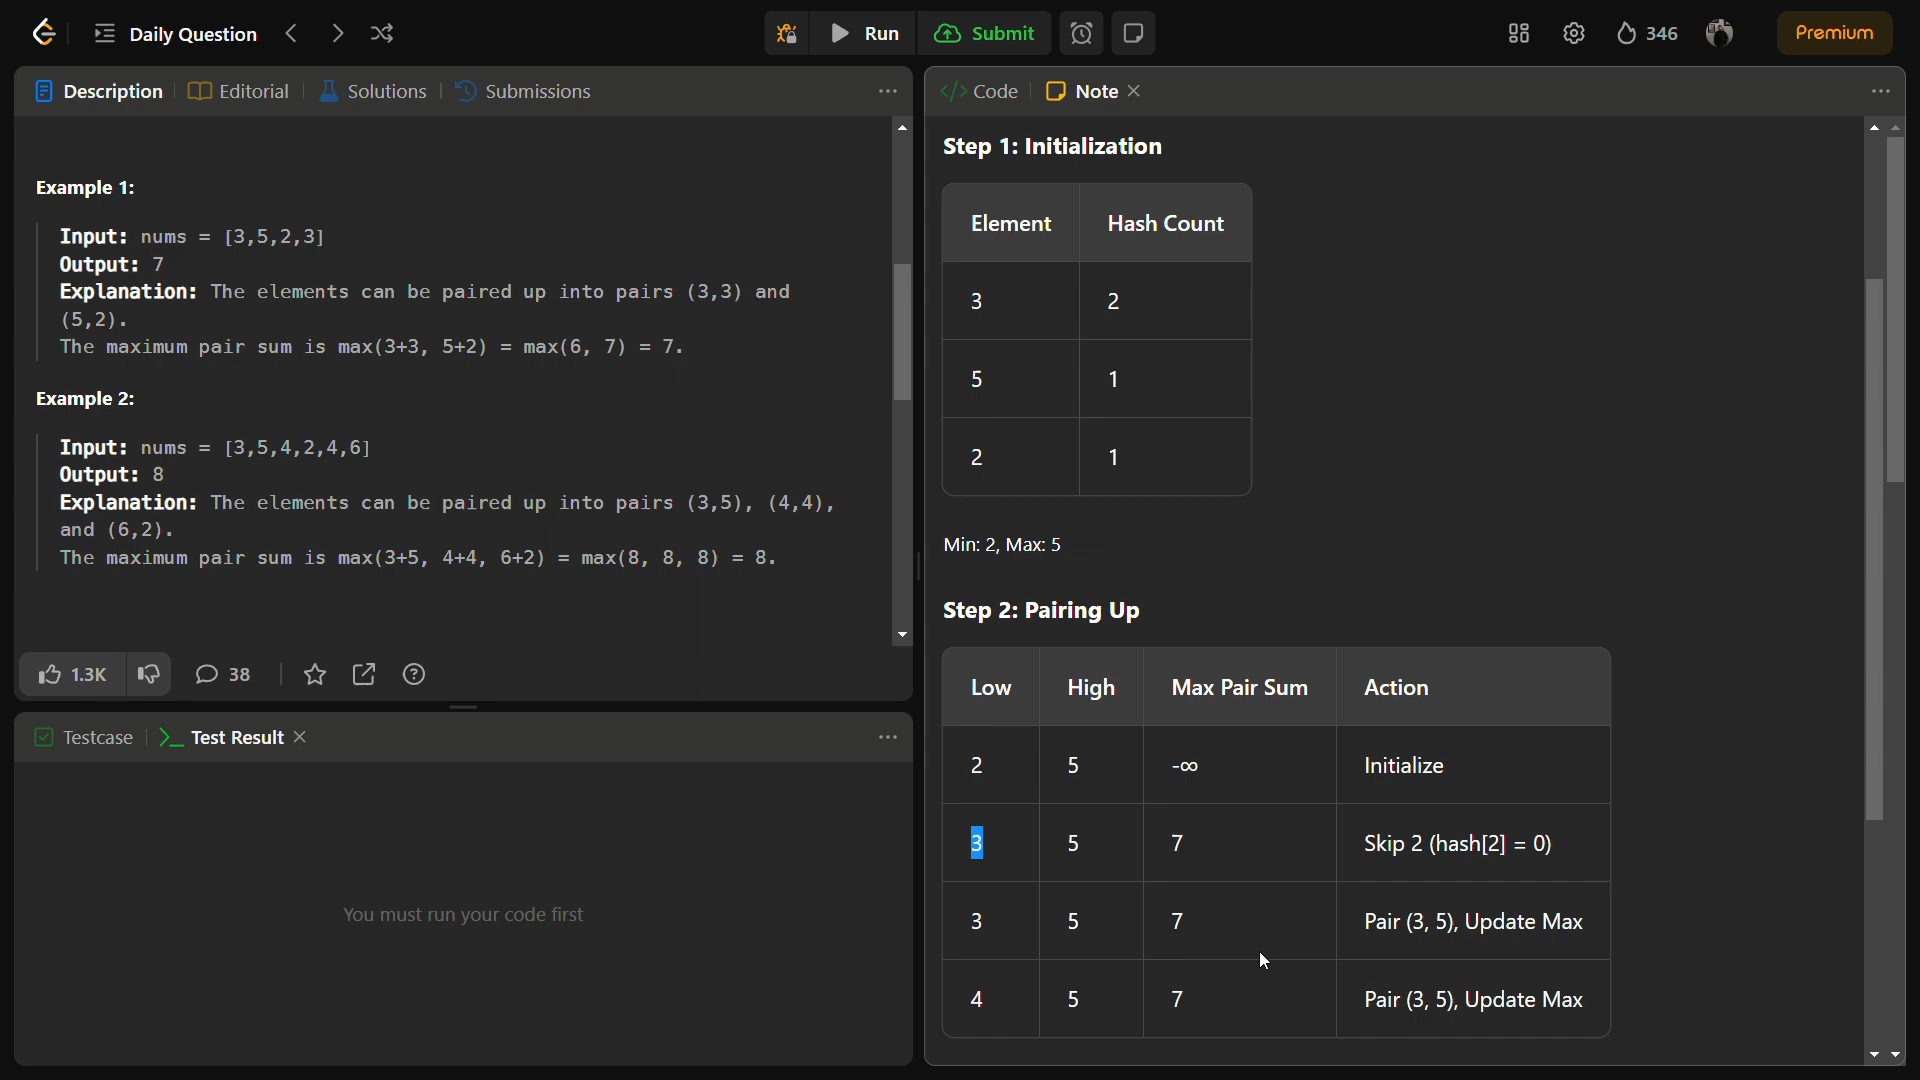 Daily Question
Run
Submit
346
Premium
Description
Editorial
Solutions
Submissions
Example 1:
Input: nums = [3,5,2,3]
Output: 7
Explanation: The elements can be paired up into pairs (3,3) and
(5,2).
The maximum pair sum is max(3+3, 5+2) = max(6, 7) = 7.
Example 2:
Input: nums = [3,5,4,2,4,6]
Output: 8
Explanation: The elements can be paired up into pairs (3,5), (4,4),
and (6,2).
The maximum pair sum is max(3+5, 4+4, 6+2) = max(8, 8, 8) = 8.
1.3K
38
Testcase
Test Result
You must run your code first
</> Code
Note
Step 1: Initialization
Element Hash Count
3 2
5 1
2 1
Min: 2, Max: 5
Step 2: Pairing Up
Low High Max Pair Sum Action
2 5 -∞ Initialize
3 5 7 Skip 2 (hash[2] = 0)
3 5 7 Pair (3, 5), Update Max
4 5 7 Pair (3, 5), Update Max